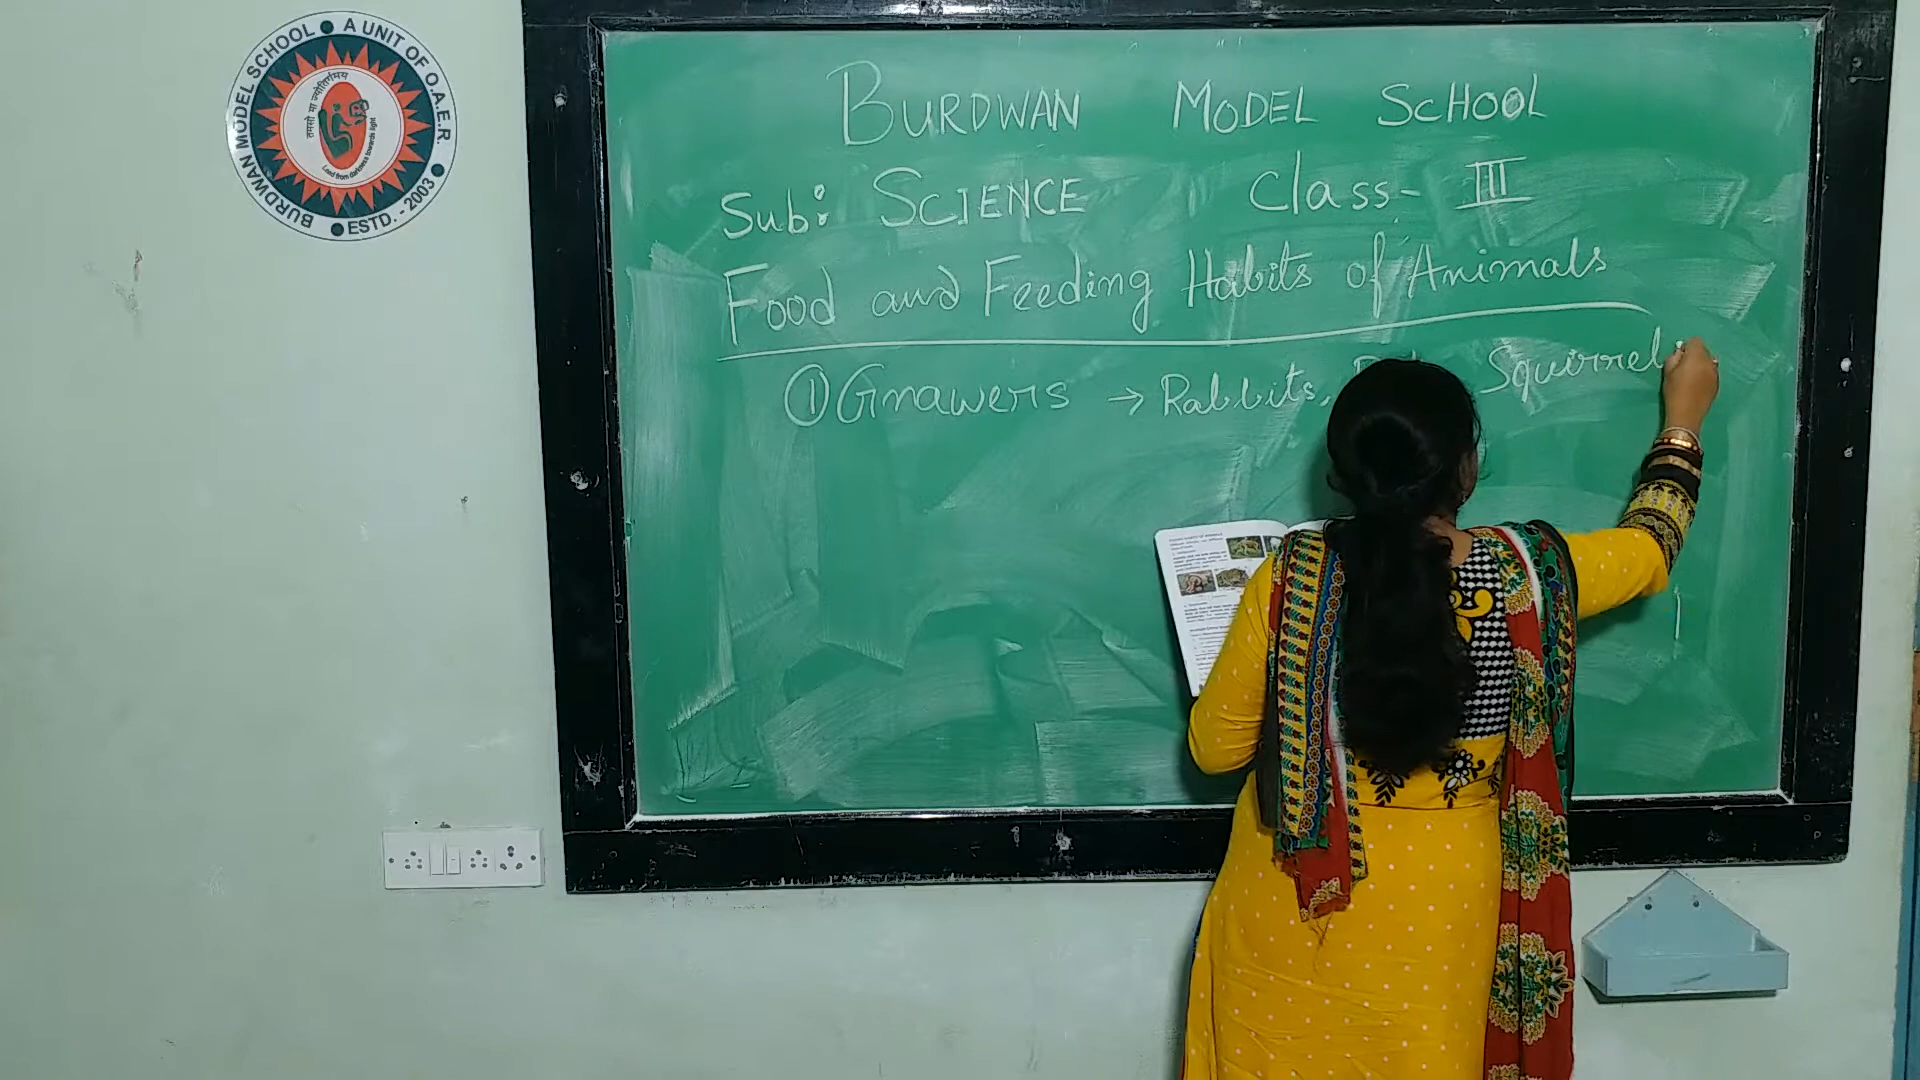 BURDWAN MODEL SCHOOL ● A UNIT OF O.A.E.R. ● ESTD. - 2003 ●
तमसो मा ज्योतिर्गमय
Lead from darkness towards light
BURDWAN MODEL SCHOOL
Sub: SCIENCE Class- III
Food and Feeding Habits of Animals
① Gnawers → Rabbits, Squirrel